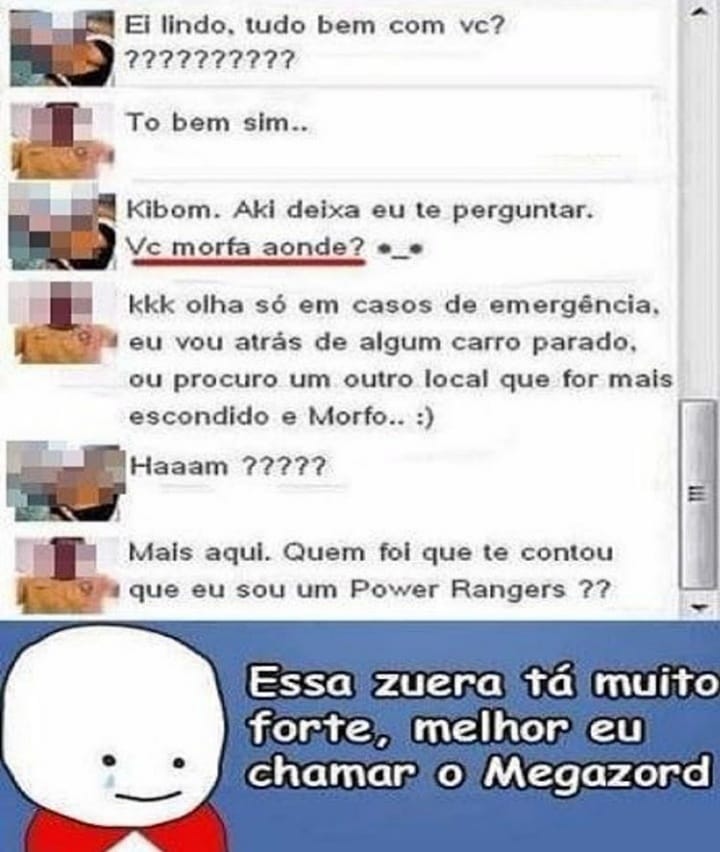 Ei lindo, tudo bem com vc?
??????????
To bem sim..
Kibom. Aki deixa eu te perguntar.
Vc morfa aonde? •_•
kkk olha só em casos de emergência,
eu vou atrás de algum carro parado,
ou procuro um outro local que for mais
escondido e Morfo.. :)
Haaam ?????
Mais aqui. Quem foi que te contou
que eu sou um Power Rangers ??
Essa zuera tá muito
forte, melhor eu
chamar o Megazord